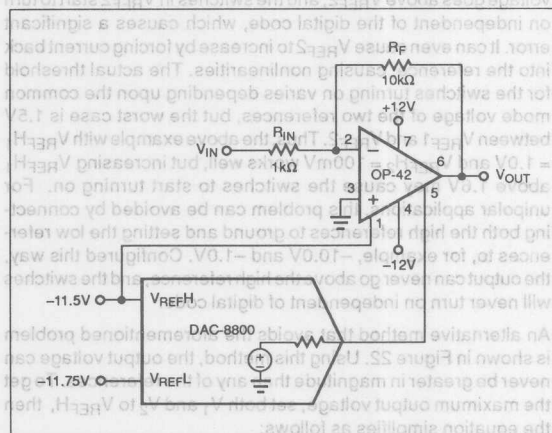 voltage goes above VREF2, and the switches in VREF2 start to turn
on independent of the digital code, which causes a significant
error. It can even cause VREF2 to increase by forcing current back
into the reference causing nonlinearities. The actual threshold
for the switches turning on varies depending upon the common
mode voltage of the two references, but the worst case is 1.5V
between VREF1 and VREF2. The above example with VREFH1
= 1.0V and VREFH2 = 100mV works well, but increasing VREFH1
above 1.6V may cause the switches to start turning on. For
unipolar applications this problem can be avoided by connect-
ing both the high references to ground and setting the low refer-
ences to, for example, –10.0V and –1.0V. Configured this way,
the output can never go above the high reference, and the switches
will never turn on independent of digital code.
An alternative method that avoids the aforementioned problem
is shown in Figure 22. Using this method, the output voltage can
never be greater in magnitude than any of the references. To get
the maximum output voltage, set both V1 and V2 to VREFH, then
the equation simplifies as follows:
RF
10kΩ
+12V
RIN
VIN
1kΩ
2
7
3
OP-42
6
VOUT
1
4
5
–12V
–11.5V
VREFH
DAC-8800
–11.75V
VREFL